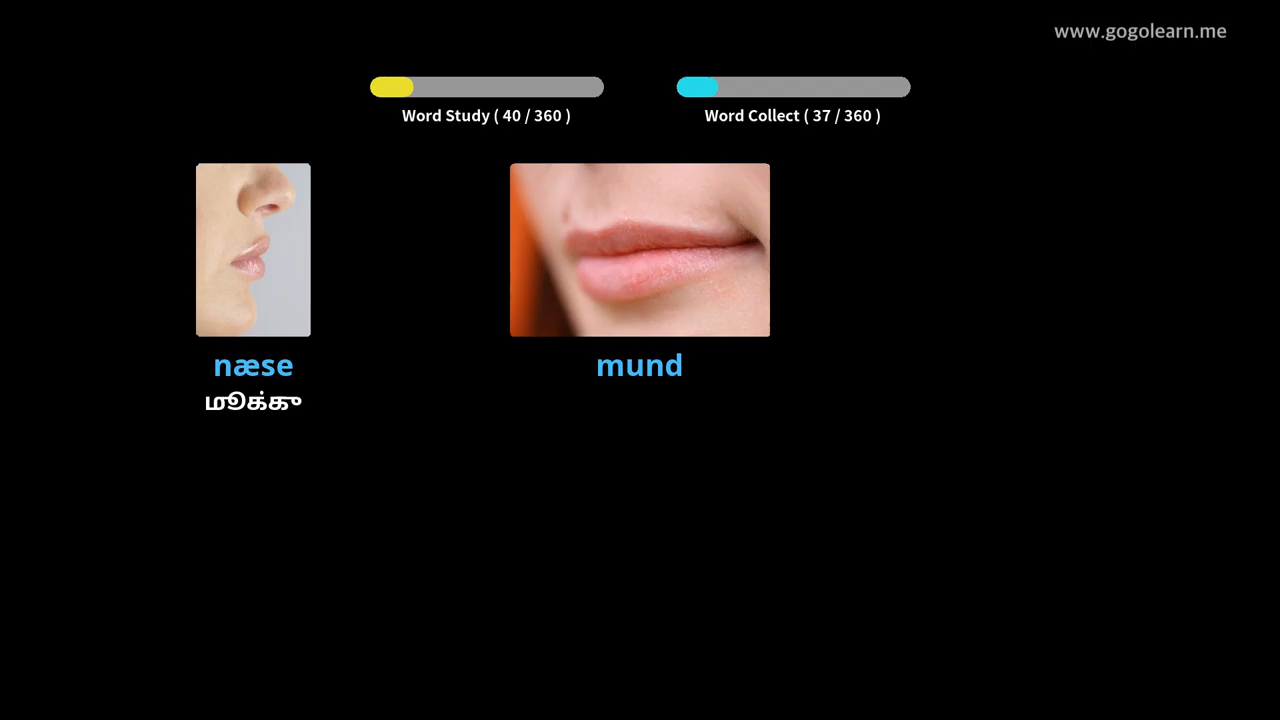 www.gogolearn.me
Word Study ( 40 / 360 )
Word Collect ( 37 / 360 )
næse
மூக்கு
mund